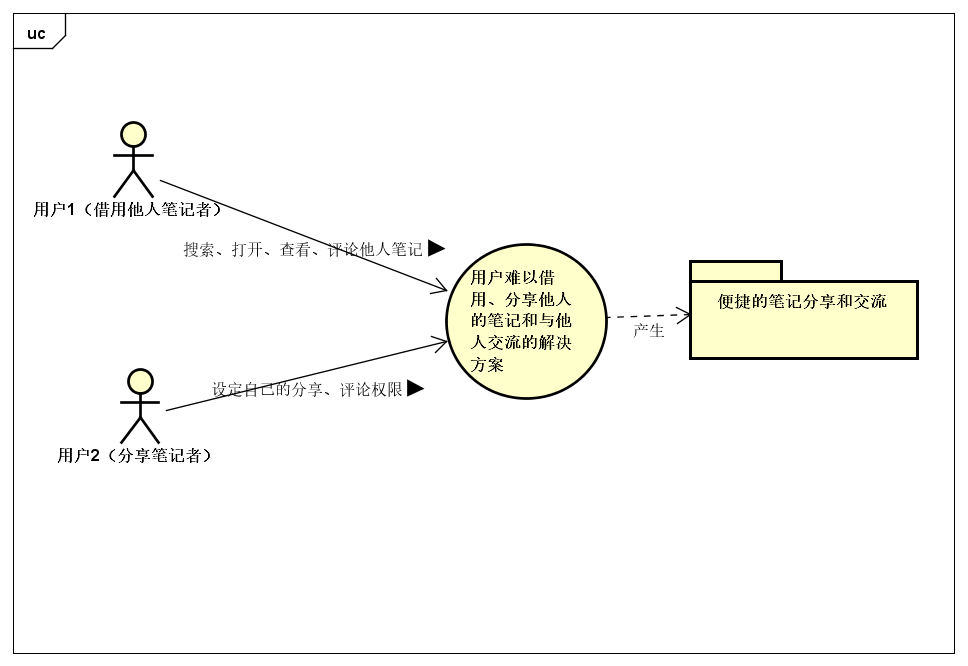 uc
用户1（借用他人笔记者）
搜索、打开、查看、评论他人笔记
用户难以借
用、分享他人
的笔记和与他
人交流的解决
方案
便捷的笔记分享和交流
产生
设定自己的分享、评论权限
用户2（分享笔记者）